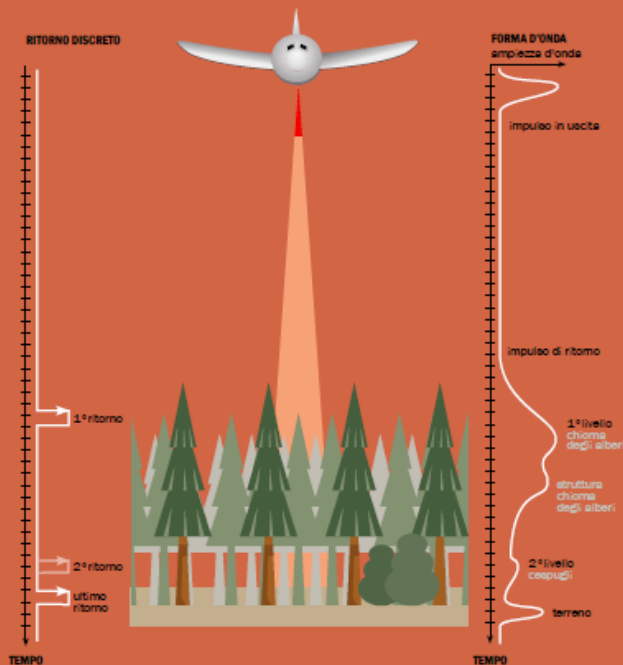 RITORNO DISCRETO
1° ritorno
2° ritorno
ultimo
ritorno
TEMPO
FORMA D'ONDA
ampiezza d'onda
impulso in uscita
impulso di ritorno
1° livello
chioma
degli alberi
struttura
chioma
degli alberi
2° livello
cespugli
terreno
TEMPO